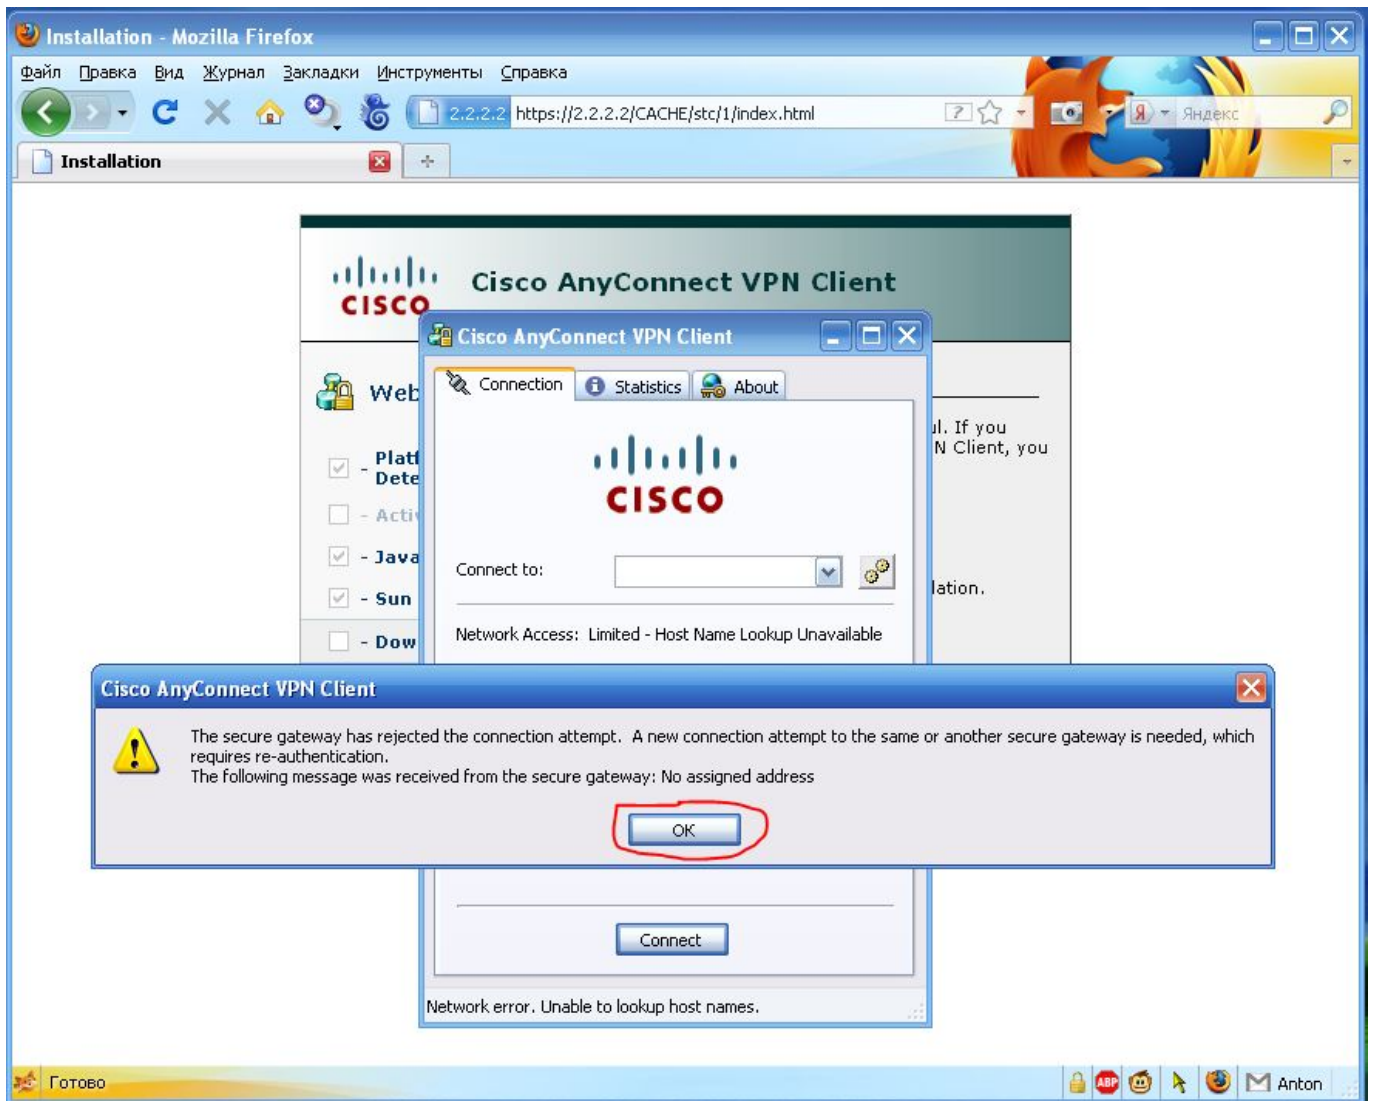 Installation - Mozilla Firefox
Файл Правка Вид Журнал Закладки Инструменты Справка
2.2.2.2 https://2.2.2.2/CACHE/stc/1/index.html
Я Яндекс
Installation
CISCO
Cisco AnyConnect VPN Client
Cisco AnyConnect VPN Client
Web
Connection Statistics About
ul. If you
N Client, you
- Platf
Dete
- Activ
- Java
- Sun
- Dow
lation.
CISCO
Connect to:
Network Access: Limited - Host Name Lookup Unavailable
Cisco AnyConnect VPN Client
The secure gateway has rejected the connection attempt. A new connection attempt to the same or another secure gateway is needed, which
requires re-authentication.
The following message was received from the secure gateway: No assigned address
OK
Connect
Network error. Unable to lookup host names.
Готово
ABP
Anton